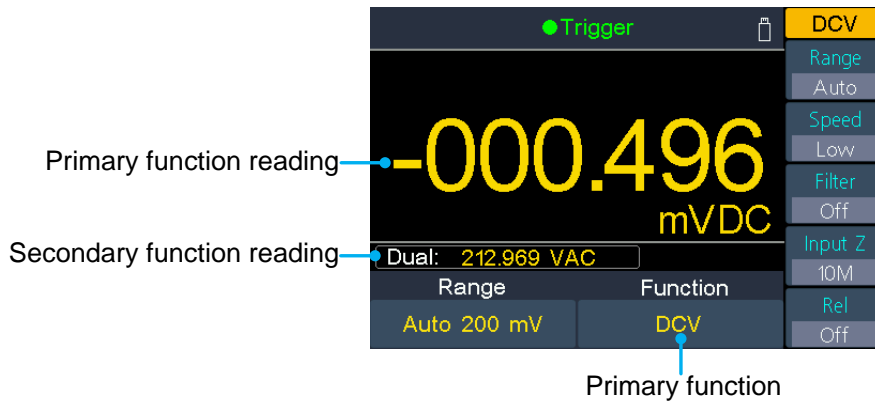 Trigger
DCV
Range
Auto
Speed
Low
Filter
Off
Input Z
10M
Rel
Off
Primary function reading
-000.496
mVDC
Secondary function reading
Dual: 212.969 VAC
Range
Function
Auto 200 mV
DCV
Primary function